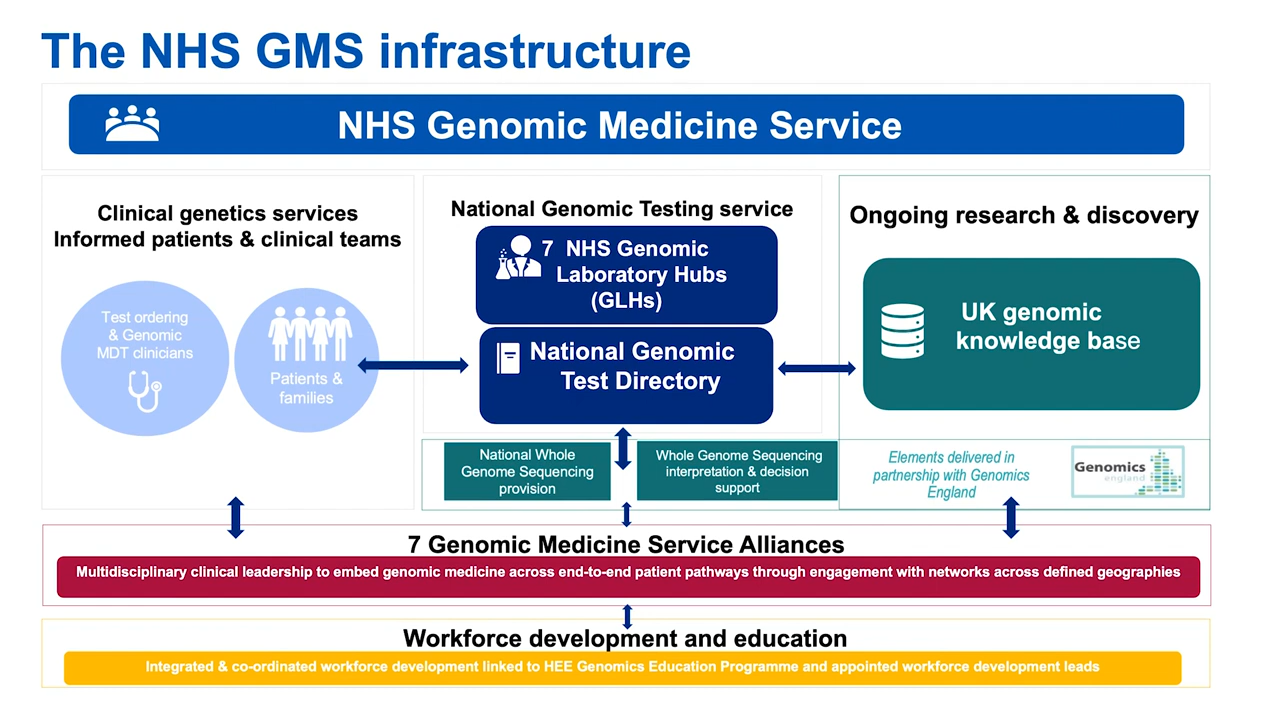 The NHS GMS infrastructure
NHS Genomic Medicine Service
Clinical genetics services
Informed patients & clinical teams
Test ordering
& Genomic
MDT clinicians
Patients &
families
National Genomic Testing service
7 NHS Genomic
Laboratory Hubs
(GLHs)
National Genomic
Test Directory
National Whole
Genome Sequencing
provision
Whole Genome Sequencing
interpretation & decision
support
Ongoing research & discovery
UK genomic
knowledge base
Elements delivered in
partnership with Genomics
England
Genomics
england
7 Genomic Medicine Service Alliances
Multidisciplinary clinical leadership to embed genomic medicine across end-to-end patient pathways through engagement with networks across defined geographies
Workforce development and education
Integrated & co-ordinated workforce development linked to HEE Genomics Education Programme and appointed workforce development leads